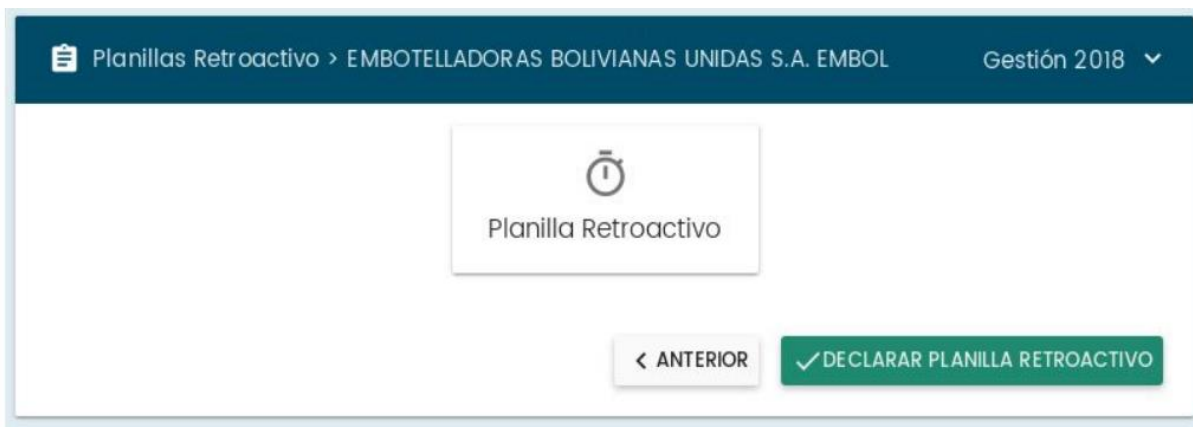 Planillas Retroactivo > EMBOTELLADORAS BOLIVIANAS UNIDAS S.A. EMBOL Gestión 2018
Planilla Retroactivo
< ANTERIOR ✓DECLARAR PLANILLA RETROACTIVO